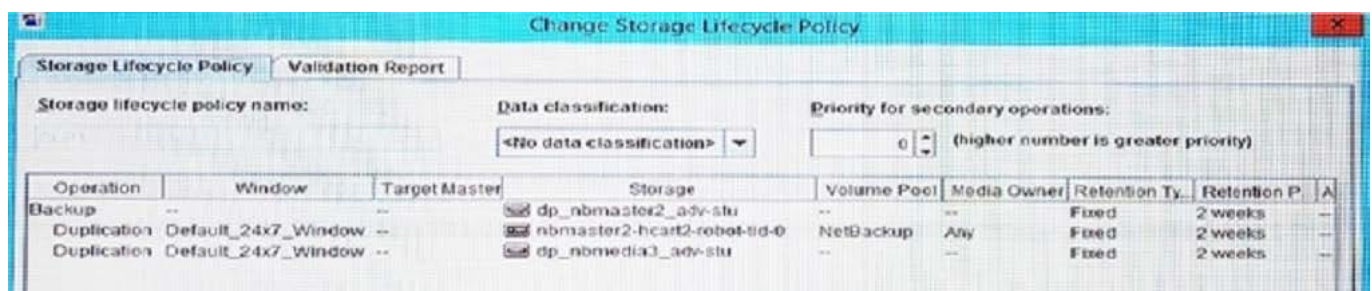 Change Storage Lifecycle Policy
Storage Lifecycle Policy Validation Report
Storage lifecycle policy name: Data classification: Priority for secondary operations:
<No data classification> 0 (higher number is greater priority)
Operation Window Target Master Storage Volume Pool Media Owner Retention Ty... Retention P... A
Backup -- -- dp_nbmaster2_adv-stu -- -- Fixed 2 weeks --
Duplication Default_24x7_Window -- nbmaster2-hcart2-robot-tld-0 NetBackup Any Fixed 2 weeks --
Duplication Default_24x7_Window -- dp_nbmedia3_adv-stu -- -- Fixed 2 weeks --